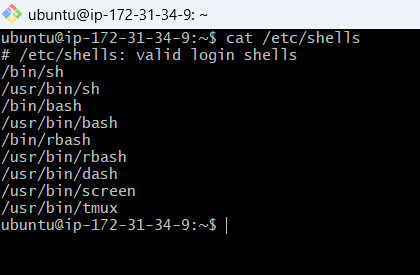 ubuntu@ip-172-31-34-9: ~
ubuntu@ip-172-31-34-9:~$ cat /etc/shells
# /etc/shells: valid login shells
/bin/sh
/usr/bin/sh
/bin/bash
/usr/bin/bash
/bin/rbash
/usr/bin/rbash
/usr/bin/dash
/usr/bin/screen
/usr/bin/tmux
ubuntu@ip-172-31-34-9:~$